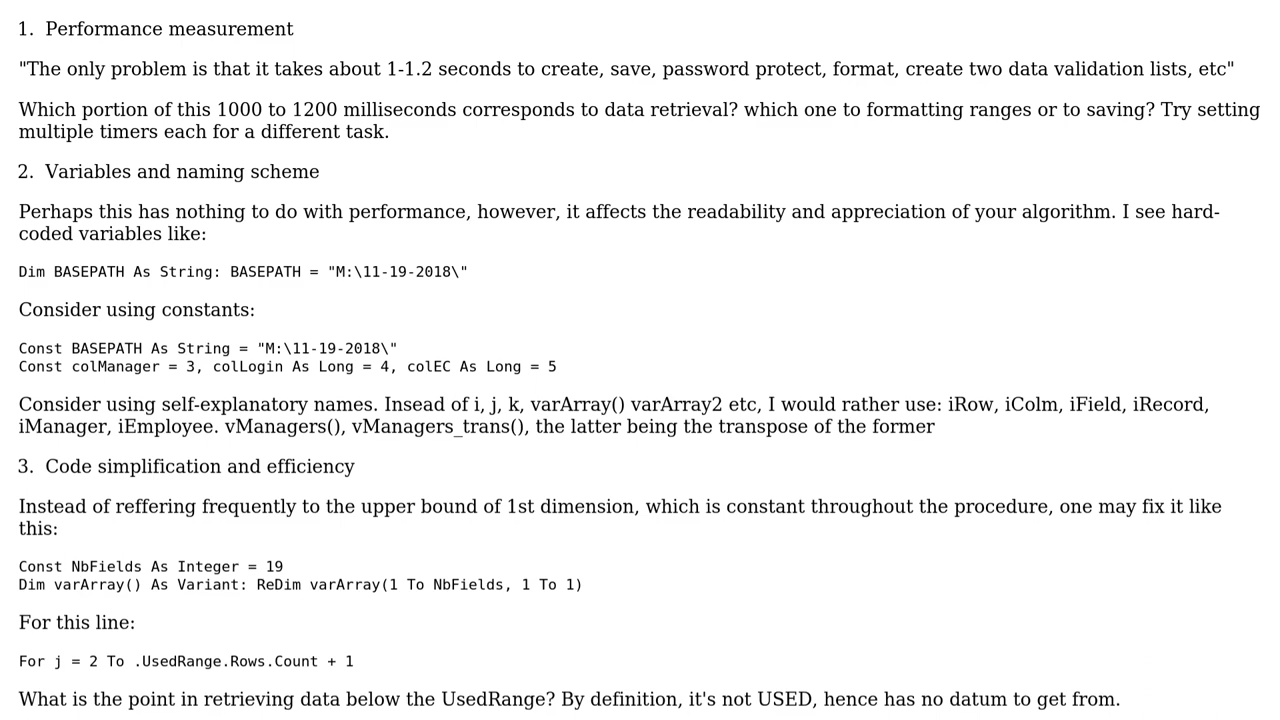 1. Performance measurement
"The only problem is that it takes about 1-1.2 seconds to create, save, password protect, format, create two data validation lists, etc"
Which portion of this 1000 to 1200 milliseconds corresponds to data retrieval? which one to formatting ranges or to saving? Try setting
multiple timers each for a different task.
2. Variables and naming scheme
Perhaps this has nothing to do with performance, however, it affects the readability and appreciation of your algorithm. I see hard-
coded variables like:
Dim BASEPATH As String: BASEPATH = "M:\11-19-2018\"
Consider using constants:
Const BASEPATH As String = "M:\11-19-2018\"
Const colManager = 3, colLogin As Long = 4, colEC As Long = 5
Consider using self-explanatory names. Insead of i, j, k, varArray() varArray2 etc, I would rather use: iRow, iColm, iField, iRecord,
iManager, iEmployee. vManagers(), vManagers_trans(), the latter being the transpose of the former
3. Code simplification and efficiency
Instead of reffering frequently to the upper bound of 1st dimension, which is constant throughout the procedure, one may fix it like
this:
Const NbFields As Integer = 19
Dim varArray() As Variant: ReDim varArray(1 To NbFields, 1 To 1)
For this line:
For j = 2 To .UsedRange.Rows.Count + 1
What is the point in retrieving data below the UsedRange? By definition, it's not USED, hence has no datum to get from.